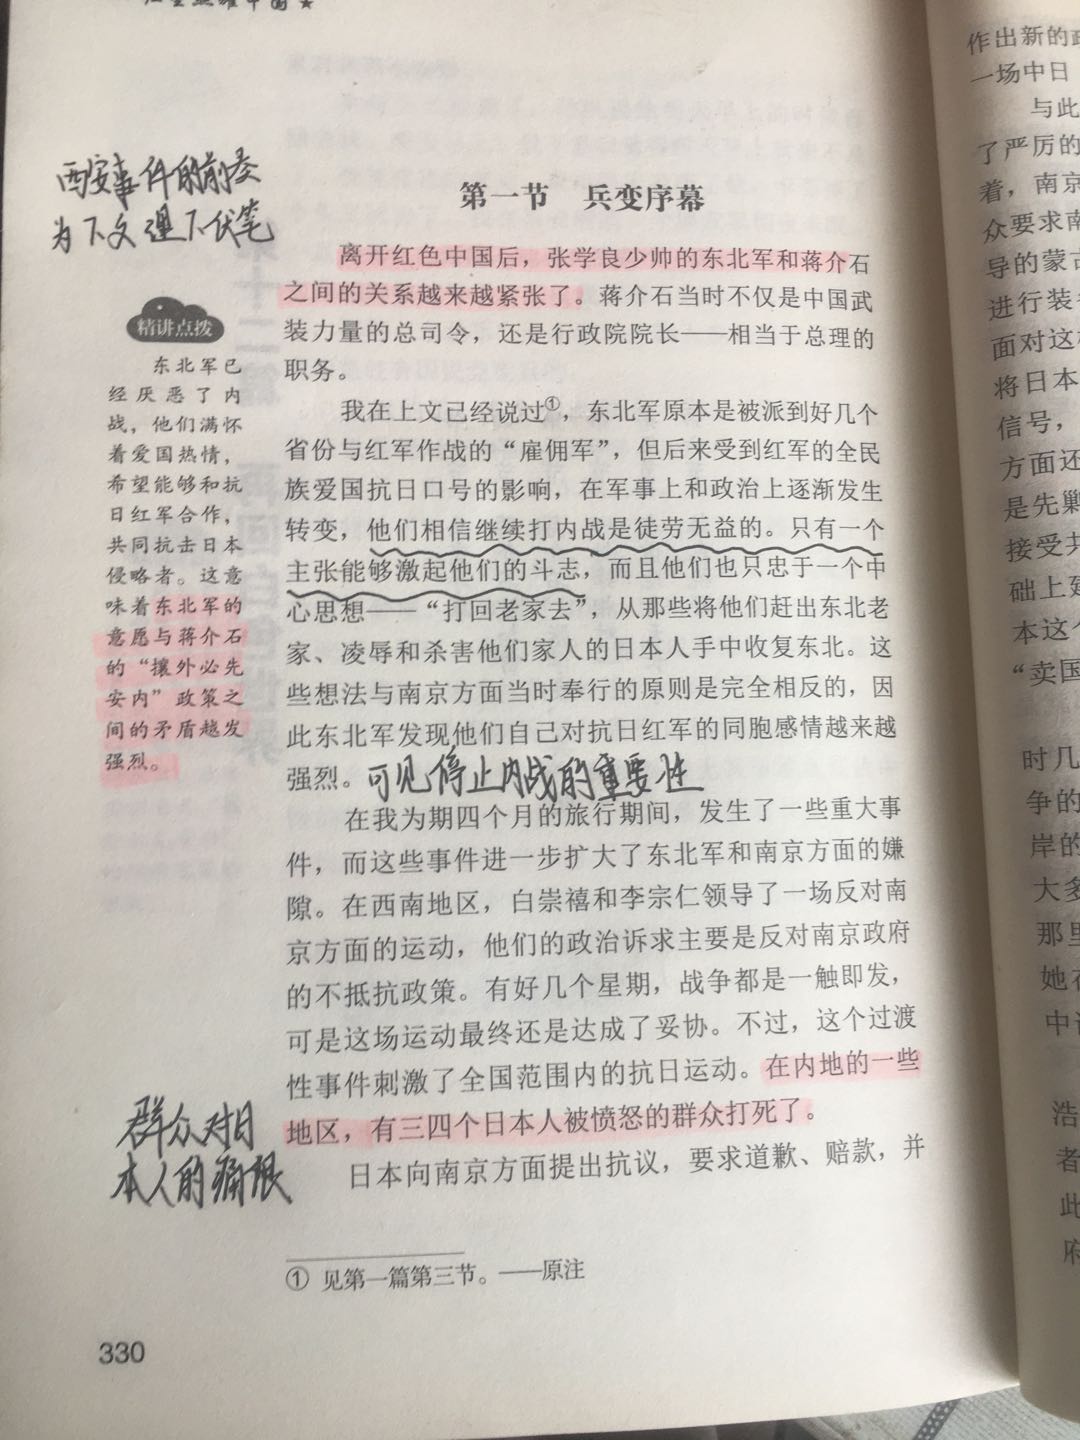 西安事件的前奏
为下文埋下伏笔
第一节 兵变序幕
离开红色中国后，张学良少帅的东北军和蒋介石
之间的关系越来越紧张了。蒋介石当时不仅是中国武
装力量的总司令，还是行政院院长——相当于总理的
职务。
我在上文已经说过①，东北军原本是被派到好几个
省份与红军作战的“雇佣军”，但后来受到红军的全民
族爱国抗日口号的影响，在军事上和政治上逐渐发生
转变，他们相信继续打内战是徒劳无益的。只有一个
主张能够激起他们的斗志，而且他们也只忠于一个中
心思想——“打回老家去”，从那些将他们赶出东北老
家、凌辱和杀害他们家人的日本人手中收复东北。这
些想法与南京方面当时奉行的原则是完全相反的，因
此东北军发现他们自己对抗日红军的同胞感情越来越
强烈。可见停止内战的重要性
在我为期四个月的旅行期间，发生了一些重大事
件，而这些事件进一步扩大了东北军和南京方面的嫌
隙。在西南地区，白崇禧和李宗仁领导了一场反对南
京方面的运动，他们的政治诉求主要是反对南京政府
的不抵抗政策。有好几个星期，战争都是一触即发，
可是这场运动最终还是达成了妥协。不过，这个过渡
性事件刺激了全国范围内的抗日运动。在内地的一些
地区，有三四个日本人被愤怒的群众打死了。
日本向南京方面提出抗议，要求道歉、赔款，并
精讲点拨
东北军已
经厌恶了内
战，他们满怀
着爱国热情，
希望能够和抗
日红军合作，
共同抗击日本
侵略者。这意
味着东北军的
意愿与蒋介石
的“攘外必先
安内”政策之
间的矛盾越发
强烈。
群众对日
本人的痛恨
① 见第一篇第三节。——原注
330
作出新的
一场中日
与此
了严厉的
着，南京
众要求南
导的蒙古
进行装
面对这
将日本
信号，
方面还
是先剿
接受共
础上建
本这个
“卖国
时几
争的
岸的
大多
那里
她在
中
浩
者
此
府